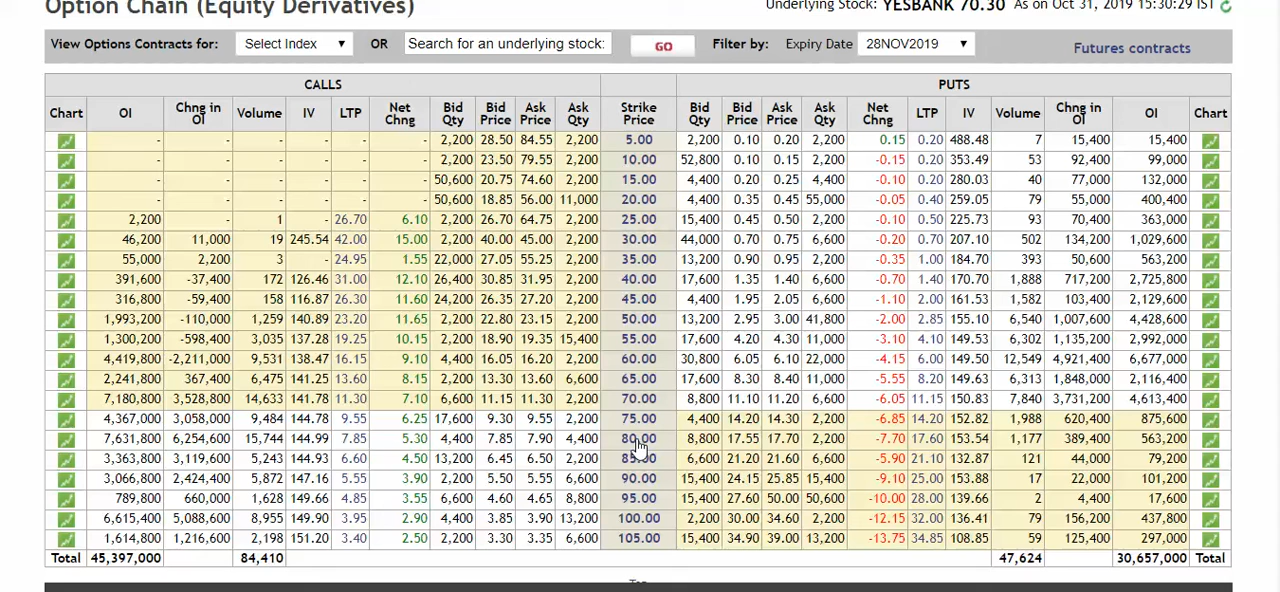 Option Chain (Equity Derivatives)
Underlying Stock: YESBANK 70.30 As on Oct 31, 2019 15:30:29 IST
View Options Contracts for: Select Index OR Search for an underlying stock: GO Filter by: Expiry Date 28NOV2019 Futures contracts
CALLS PUTS
Chart OI Chng in OI Volume IV LTP Net Chng Bid Qty Bid Price Ask Price Ask Qty Strike Price Bid Qty Bid Price Ask Price Ask Qty Net Chng LTP IV Volume Chng in OI OI Chart
- - - - - - 2,200 28.50 84.55 2,200 5.00 2,200 0.10 0.20 2,200 0.15 0.20 488.48 7 15,400 15,400
- - - - - - 2,200 23.50 79.55 2,200 10.00 52,800 0.10 0.15 2,200 -0.15 0.20 353.49 53 92,400 99,000
- - - - - - 50,600 20.75 74.60 2,200 15.00 4,400 0.20 0.25 4,400 -0.10 0.20 280.03 40 77,000 132,000
- - - - - - 50,600 18.85 56.00 11,000 20.00 4,400 0.35 0.45 55,000 -0.05 0.40 259.05 79 55,000 400,400
2,200 - 1 - 26.70 6.10 2,200 26.70 64.75 2,200 25.00 15,400 0.45 0.50 2,200 -0.10 0.50 225.73 93 70,400 363,000
46,200 11,000 19 245.54 42.00 15.00 2,200 40.00 45.00 2,200 30.00 44,000 0.70 0.75 6,600 -0.20 0.70 207.10 502 134,200 1,029,600
55,000 2,200 3 - 24.95 1.55 22,000 27.05 55.25 2,200 35.00 13,200 0.90 0.95 2,200 -0.35 1.00 184.70 393 50,600 563,200
391,600 -37,400 172 126.46 31.00 12.10 26,400 30.85 31.95 2,200 40.00 17,600 1.35 1.40 6,600 -0.70 1.40 170.79 1,888 717,200 2,725,800
316,800 -59,400 158 116.87 26.30 11.60 24,200 26.35 27.20 2,200 45.00 4,400 1.95 2.05 6,600 -1.10 2.00 161.53 1,582 103,400 2,129,600
1,993,200 -110,000 1,259 140.89 23.20 11.65 2,200 22.80 23.15 2,200 50.00 13,200 2.95 3.00 41,800 -2.00 2.85 155.10 6,540 1,007,600 4,428,600
1,300,200 -598,400 3,035 137.28 19.25 10.15 2,200 18.90 19.35 15,400 55.00 17,600 4.20 4.30 11,000 -3.10 4.10 149.53 6,302 1,135,200 2,992,000
4,419,800 -2,211,000 9,531 138.47 16.15 9.10 4,400 16.05 16.20 2,200 60.00 30,800 6.05 6.10 22,000 -4.15 6.00 149.50 12,549 4,921,400 6,677,000
2,241,800 367,400 6,475 141.25 13.60 8.15 2,200 13.30 13.60 6,600 65.00 17,600 8.30 8.40 11,000 -5.55 8.20 149.63 6,313 1,848,000 2,116,400
7,180,800 3,528,800 14,633 141.78 11.30 7.10 6,600 11.15 11.30 2,200 70.00 8,800 11.10 11.20 6,600 -6.05 11.15 150.83 7,840 3,731,200 4,613,400
4,367,000 3,058,000 9,484 144.78 9.55 6.25 17,600 9.30 9.55 2,200 75.00 4,400 14.20 14.30 2,200 -6.85 14.20 152.82 1,988 620,400 875,600
7,631,800 6,254,600 15,744 144.99 7.85 5.30 4,400 7.85 7.90 4,400 80.00 8,800 17.55 17.70 2,200 -7.70 17.60 153.54 1,177 389,400 563,200
3,363,800 3,119,600 5,243 144.93 6.60 4.50 13,200 6.45 6.50 2,200 85.00 6,600 21.20 21.60 6,600 -5.90 21.10 132.87 121 44,000 79,200
3,066,800 2,424,400 5,872 147.16 5.55 3.90 2,200 5.50 5.55 6,600 90.00 15,400 24.15 25.85 15,400 -9.10 25.00 153.88 17 22,000 101,200
789,800 660,000 1,628 149.66 4.85 3.55 6,600 4.60 4.65 8,800 95.00 15,400 27.60 50.00 50,600 -10.00 28.00 139.66 2 4,400 17,600
6,615,400 5,088,600 8,955 149.90 3.95 2.90 4,400 3.85 3.90 13,200 100.00 2,200 30.00 34.60 2,200 -12.15 32.00 136.41 79 156,200 437,800
1,614,800 1,216,600 2,198 151.20 3.40 2.50 2,200 3.30 3.35 6,600 105.00 15,400 34.90 39.00 13,200 -13.75 34.85 108.85 59 125,400 297,000
Total 45,397,000 84,410 47,624 30,657,000 Total